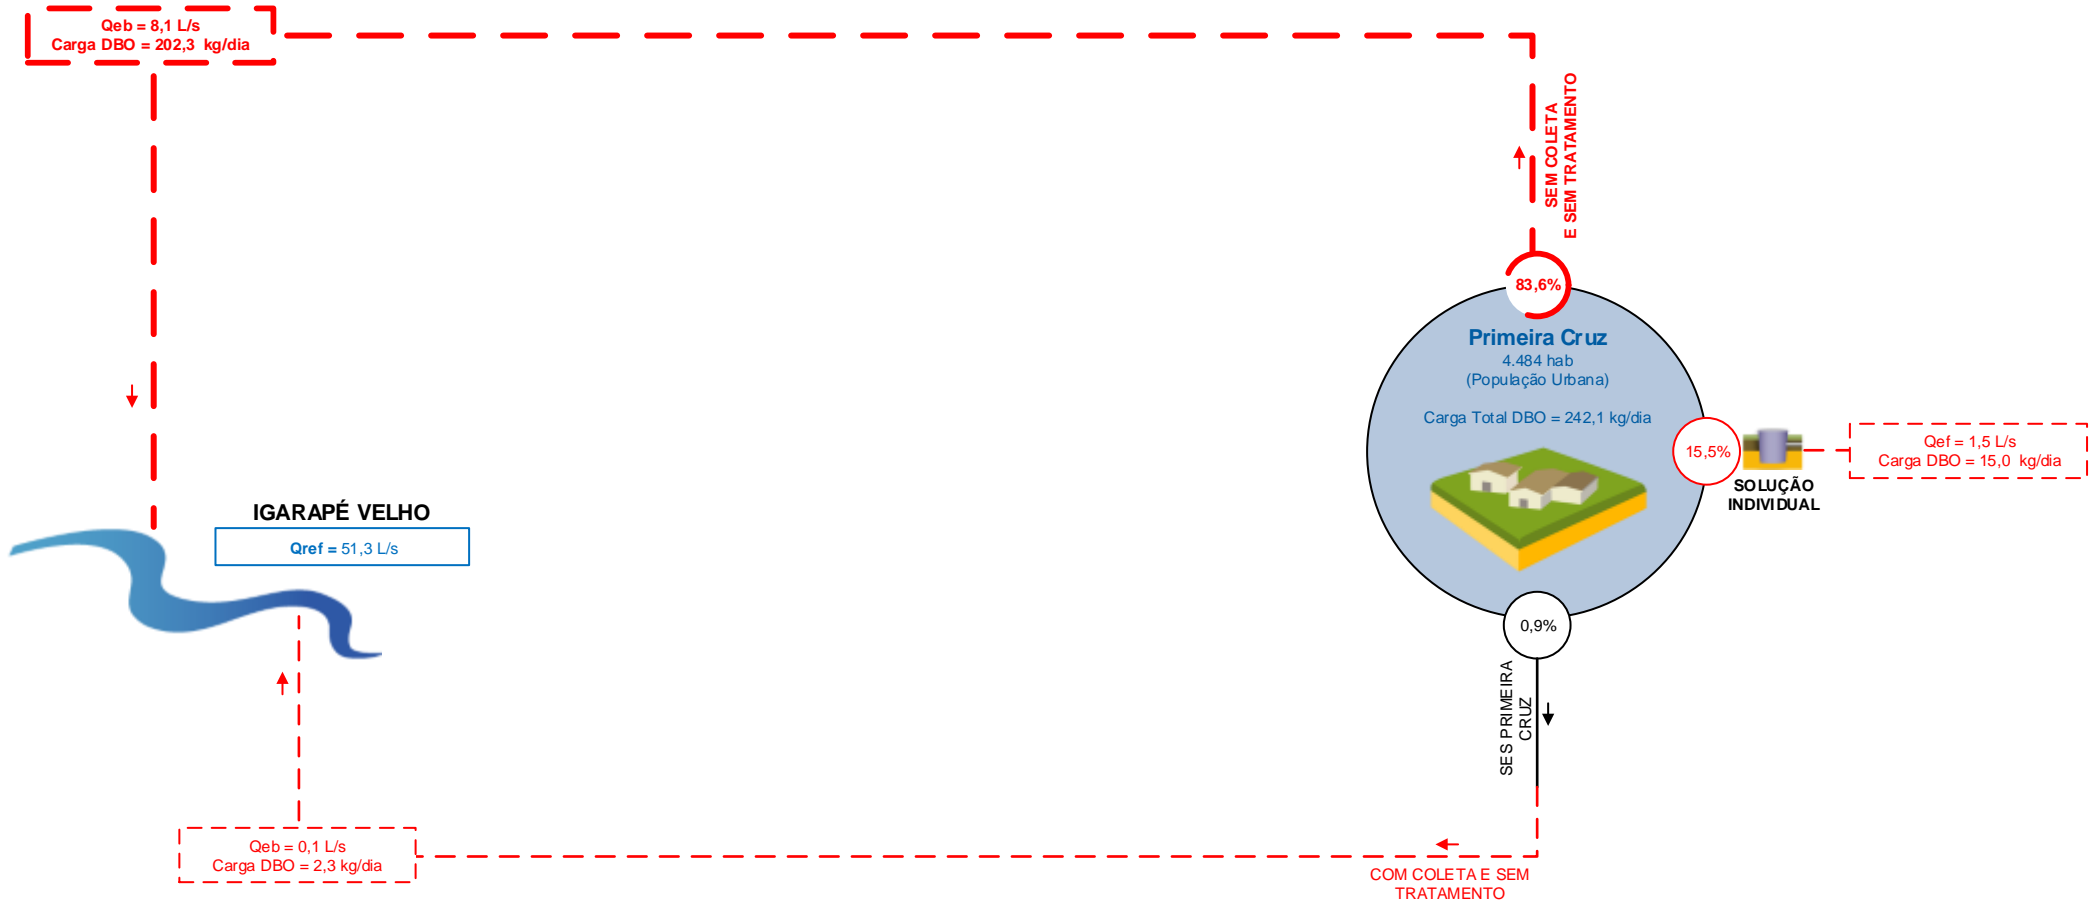 Qeb = 8,1 L/s
Carga DBO = 202,3 kg/dia
SEM COLETA
E SEM TRATAMENTO
83,6%
Primeira Cruz
4.484 hab
(População Urbana)
Carga Total DBO = 242,1 kg/dia
15,5%
SOLUÇÃO
INDIVIDUAL
Qef = 1,5 L/s
Carga DBO = 15,0 kg/dia
IGARAPÉ VELHO
Qref = 51,3 L/s
0,9%
SES PRIMEIRA
CRUZ
Qeb = 0,1 L/s
Carga DBO = 2,3 kg/dia
COM COLETA E SEM
TRATAMENTO